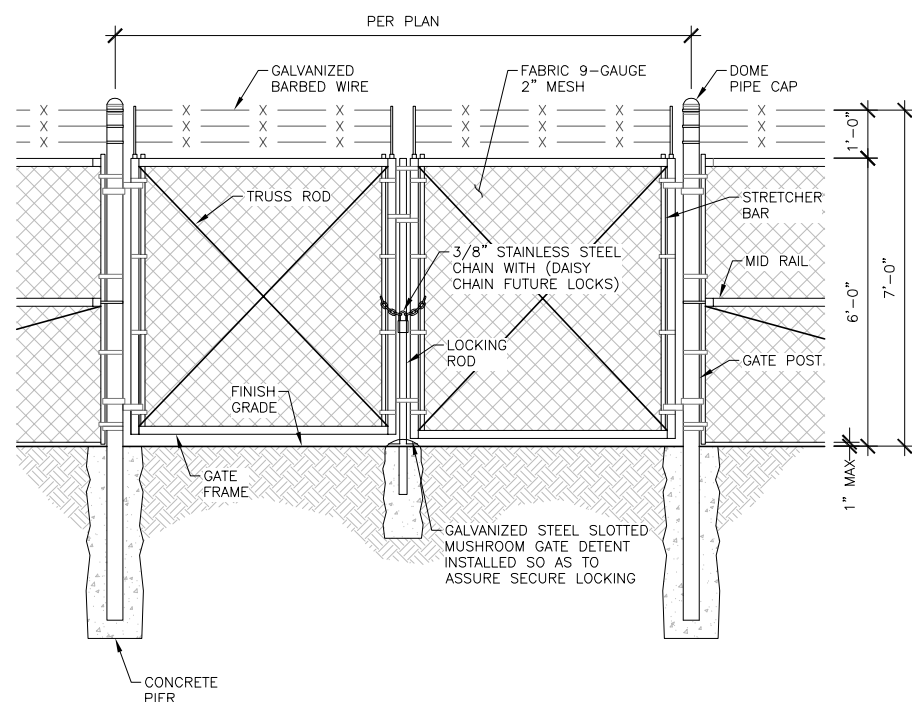 PER PLAN
GALVANIZED
BARBED WIRE
FABRIC 9-GAUGE
2" MESH
DOME
PIPE CAP
1'-0"
TRUSS ROD
STRETCHER
BAR
3/8" STAINLESS STEEL
CHAIN WITH (DAISY
CHAIN FUTURE LOCKS)
MID RAIL
6'-0"
7'-0"
LOCKING
ROD
GATE POST
FINISH
GRADE
GATE
FRAME
1" MAX
GALVANIZED STEEL SLOTTED
MUSHROOM GATE DETENT
INSTALLED SO AS TO
ASSURE SECURE LOCKING
CONCRETE
PIER